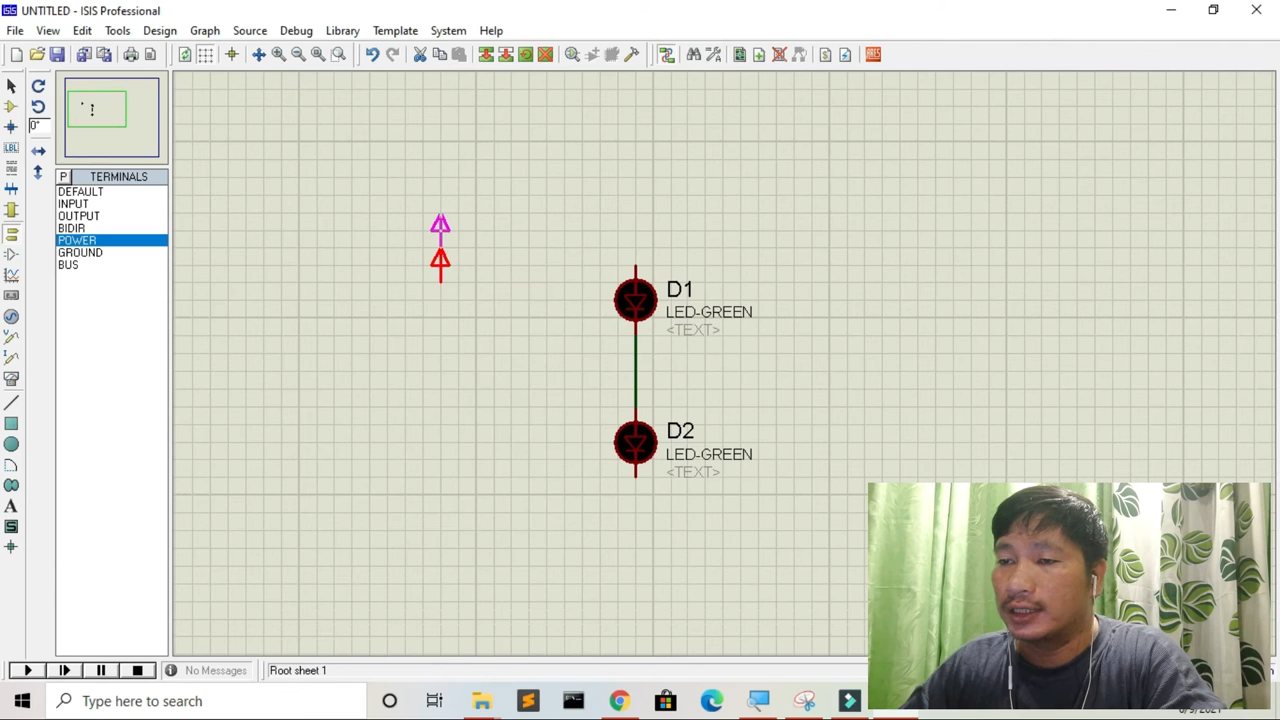 UNTITLED - ISIS Professional
File View Edit Tools Design Graph Source Debug Library Template System Help
0°
LBL
ARES
P TERMINALS
DEFAULT
INPUT
OUTPUT
BIDIR
POWER
GROUND
BUS
A
S
D1
LED-GREEN
<TEXT>
D2
LED-GREEN
<TEXT>
No Messages
Root sheet 1
Type here to search